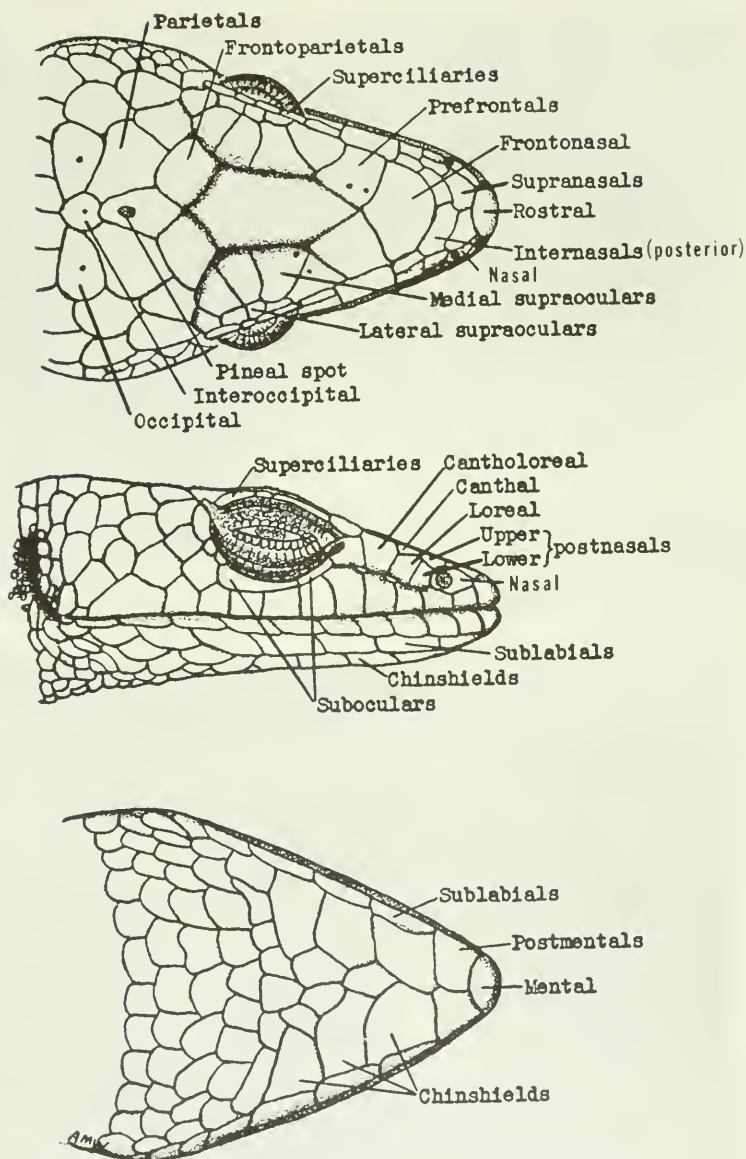 Parietals
Frontoparietals
Superciliaries
Prefrontals
Frontonasal
Supranasals
Rostral
Internasals (posterior)
Nasal
Medial supraoculars
Lateral supraoculars
Pineal spot
Interoccipital
Occipital
Superciliaries
Cantholoreal
Canthal
Loreal
Upper
Lower } postnasals
Nasal
Sublabials
Chinshields
Suboculars
Sublabials
Postmentals
Mental
Chinshields